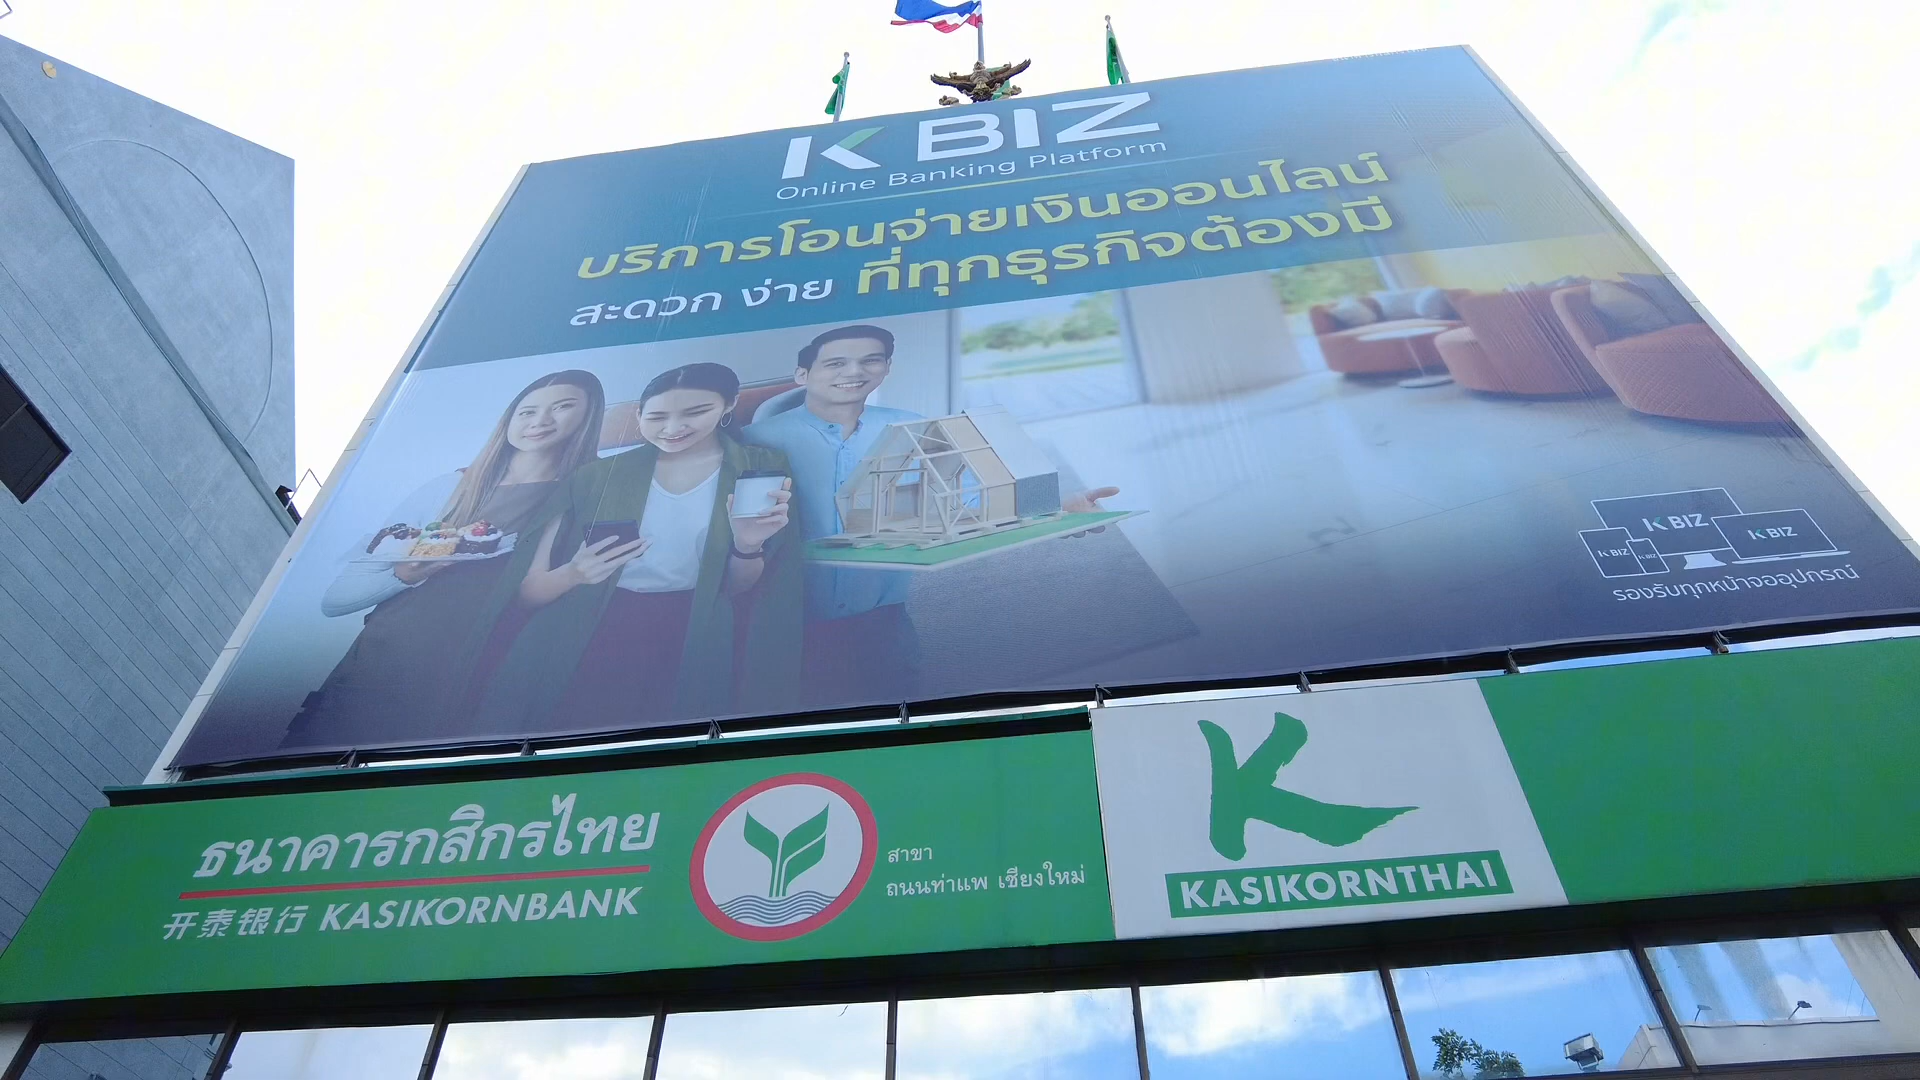 K BIZ
Online Banking Platform
บริการโอนจ่ายเงินออนไลน์
สะดวก ง่าย ที่ทุกธุรกิจต้องมี
K BIZ
K BIZ
K BIZ
K BIZ
รองรับทุกหน้าจออุปกรณ์
ธนาคารกสิกรไทย
开泰银行 KASIKORNBANK
สาขา
ถนนท่าแพ เชียงใหม่
K
KASIKORNTHAI